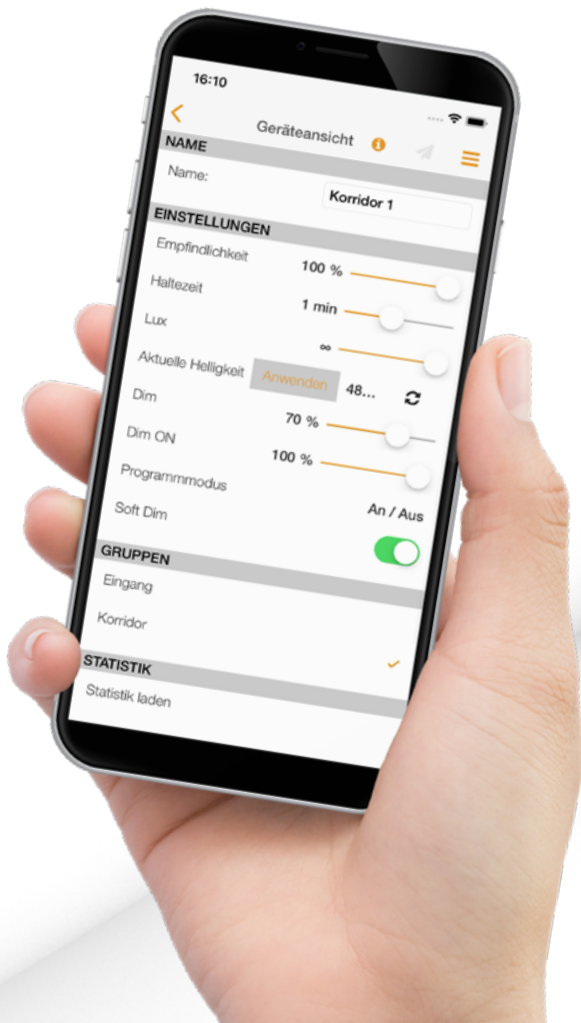 16:10
Geräteansicht
NAME
Name: Korridor 1
EINSTELLUNGEN
Empfindlichkeit 100 %
Haltezeit 1 min
Lux ∞
Aktuelle Helligkeit Anwenden 48...
Dim 70 %
Dim ON 100 %
Programmmodus An / Aus
Soft Dim
GRUPPEN
Eingang
Korridor
STATISTIK
Statistik laden